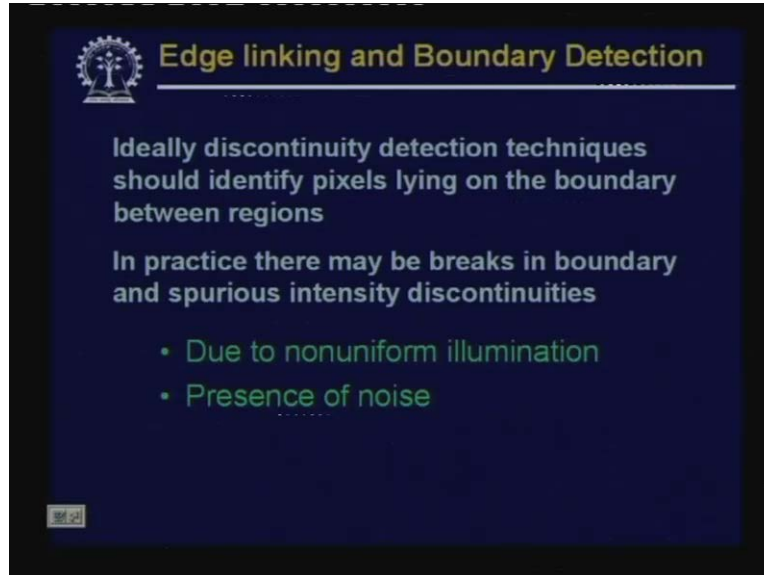 Edge linking and Boundary Detection
Ideally discontinuity detection techniques
should identify pixels lying on the boundary
between regions
In practice there may be breaks in boundary
and spurious intensity discontinuities
• Due to nonuniform illumination
• Presence of noise